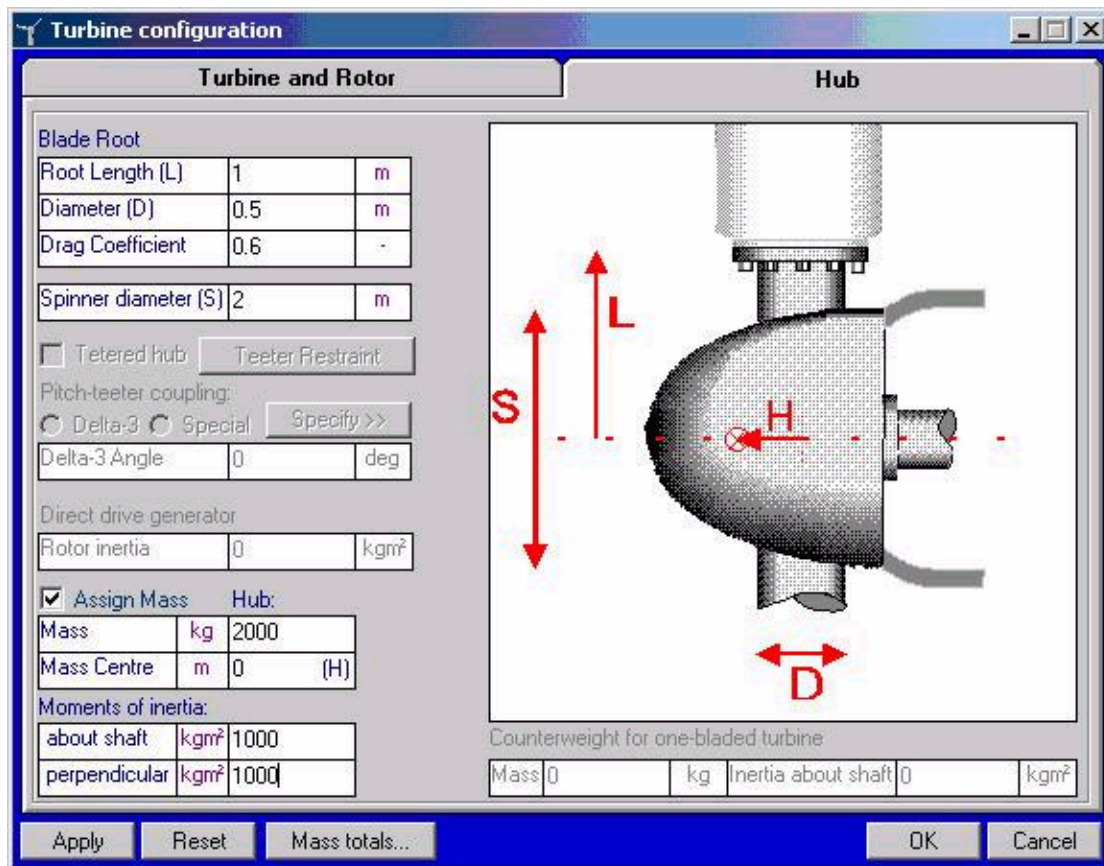 Turbine configuration
Turbine and Rotor
Hub
Blade Root
Root Length (L) 1 m
Diameter (D) 0.5 m
Drag Coefficient 0.6 -
Spinner diameter (S) 2 m
Tetered hub Teeter Restraint
Pitch-teeter coupling:
Delta-3 Special Specify >>
Delta-3 Angle 0 deg
Direct drive generator
Rotor inertia 0 kgm²
Assign Mass Hub:
Mass kg 2000
Mass Centre m 0 (H)
Moments of inertia:
about shaft kgm² 1000
perpendicular kgm² 1000
L
S
H
D
Counterweight for one-bladed turbine
Mass 0 kg Inertia about shaft 0 kgm²
Apply Reset Mass totals... OK Cancel